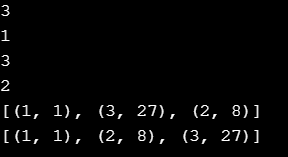 3
1
3
2
[(1, 1), (3, 27), (2, 8)]
[(1, 1), (2, 8), (3, 27)]